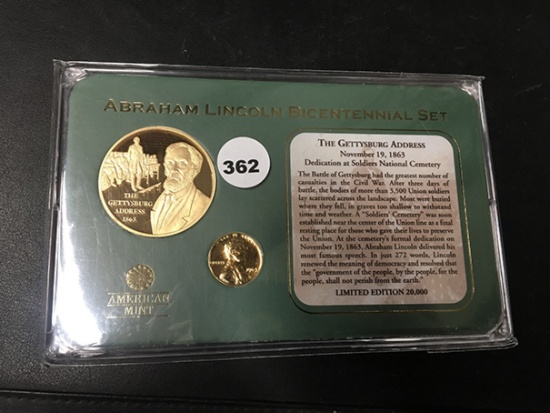 ABRAHAM LINCOLN BICENTENNIAL SET
THE
GETTYSBURG
ADDRESS
1863
362
LIBERTY
AMERICAN
MINT
THE GETTYSBURG ADDRESS
November 19, 1863
Dedication at Soldiers National Cemetery
The Battle of Gettysburg had the greatest number of
casualties in the Civil War. After three days of
battle, the bodies of more than 3,500 Union soldiers
lay scattered across the landscape. Most were buried
where they fell, in graves too shallow to withstand
time and weather. A "Soldiers' Cemetery" was soon
established near the center of the Union line as a final
resting place for those who gave their lives to preserve
the Union. At the cemetery's formal dedication on
November 19, 1863, Abraham Lincoln delivered his
most famous speech. In just 272 words, Lincoln
renewed the meaning of democracy and resolved that
the "government of the people, by the people, for the
people, shall not perish from the earth."
LIMITED EDITION 20,000